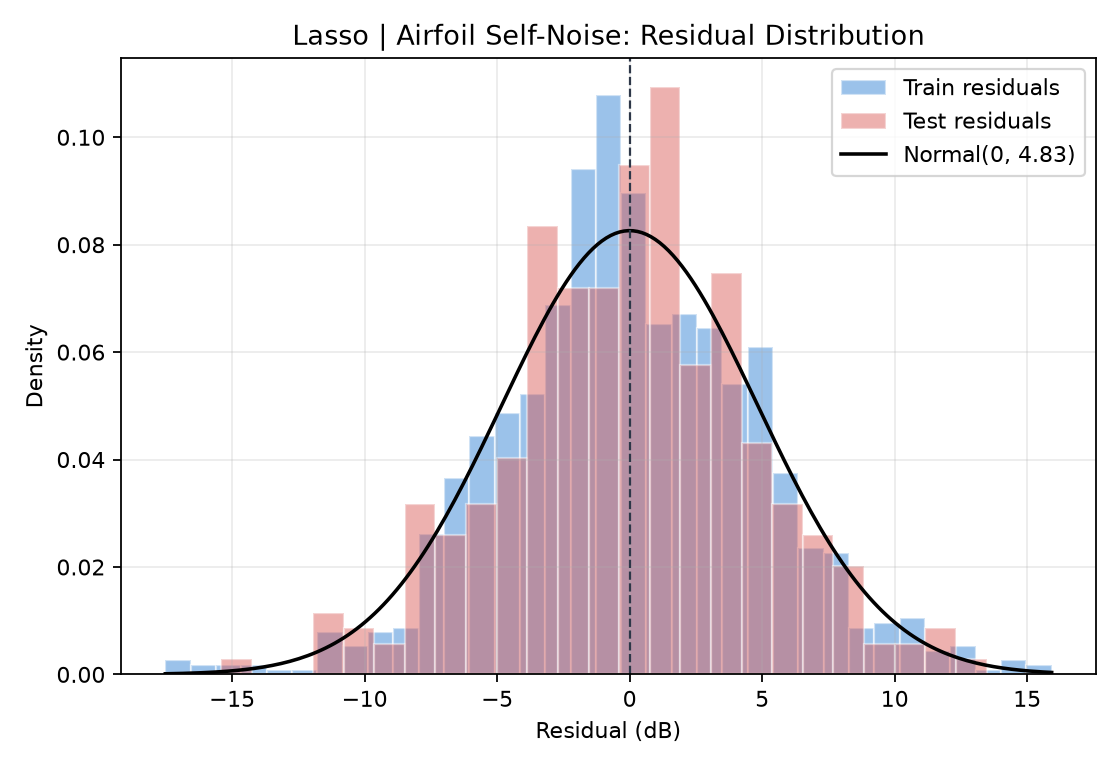 Lasso | Airfoil Self-Noise: Residual Distribution
Train residuals
Test residuals
Normal(0, 4.83)
Density
0.10
0.08
0.06
0.04
0.02
0.00
−15
−10
−5
0
5
10
15
Residual (dB)